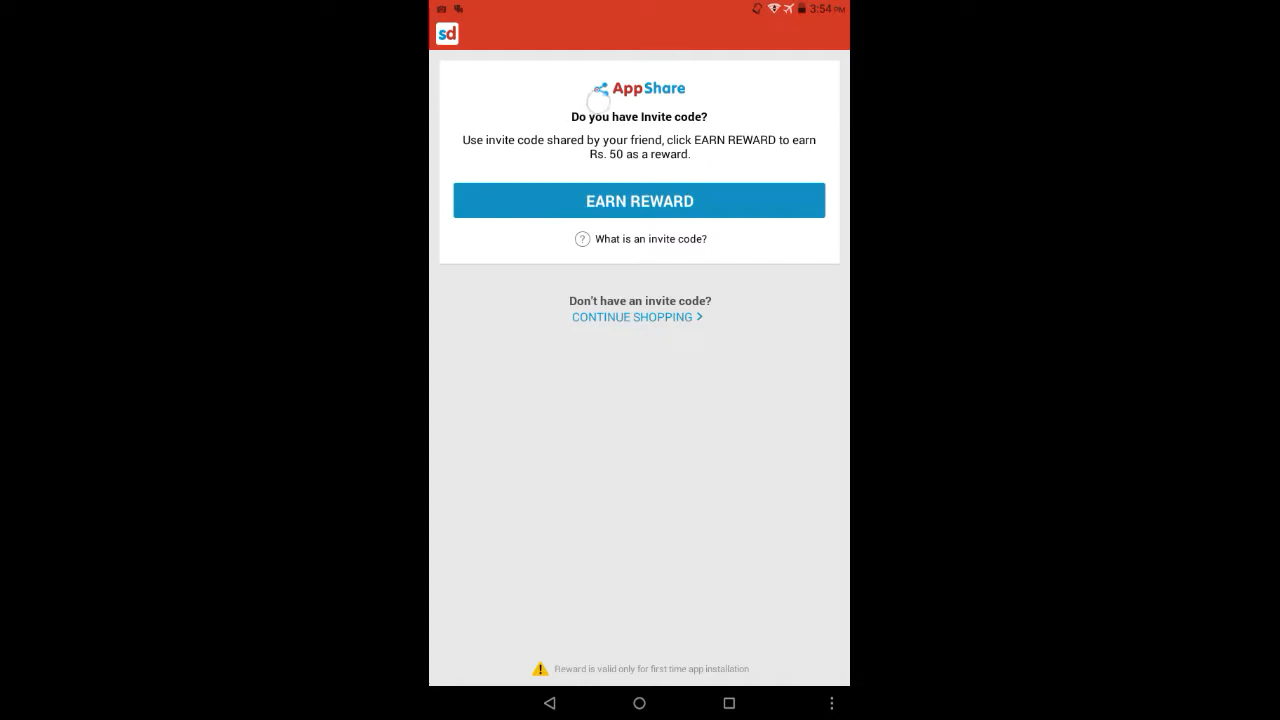 3:54 PM
sd
AppShare
Do you have Invite code?
Use invite code shared by your friend, click EARN REWARD to earn
Rs. 50 as a reward.
EARN REWARD
? What is an invite code?
Don't have an invite code?
CONTINUE SHOPPING >
Reward is valid only for first time app installation